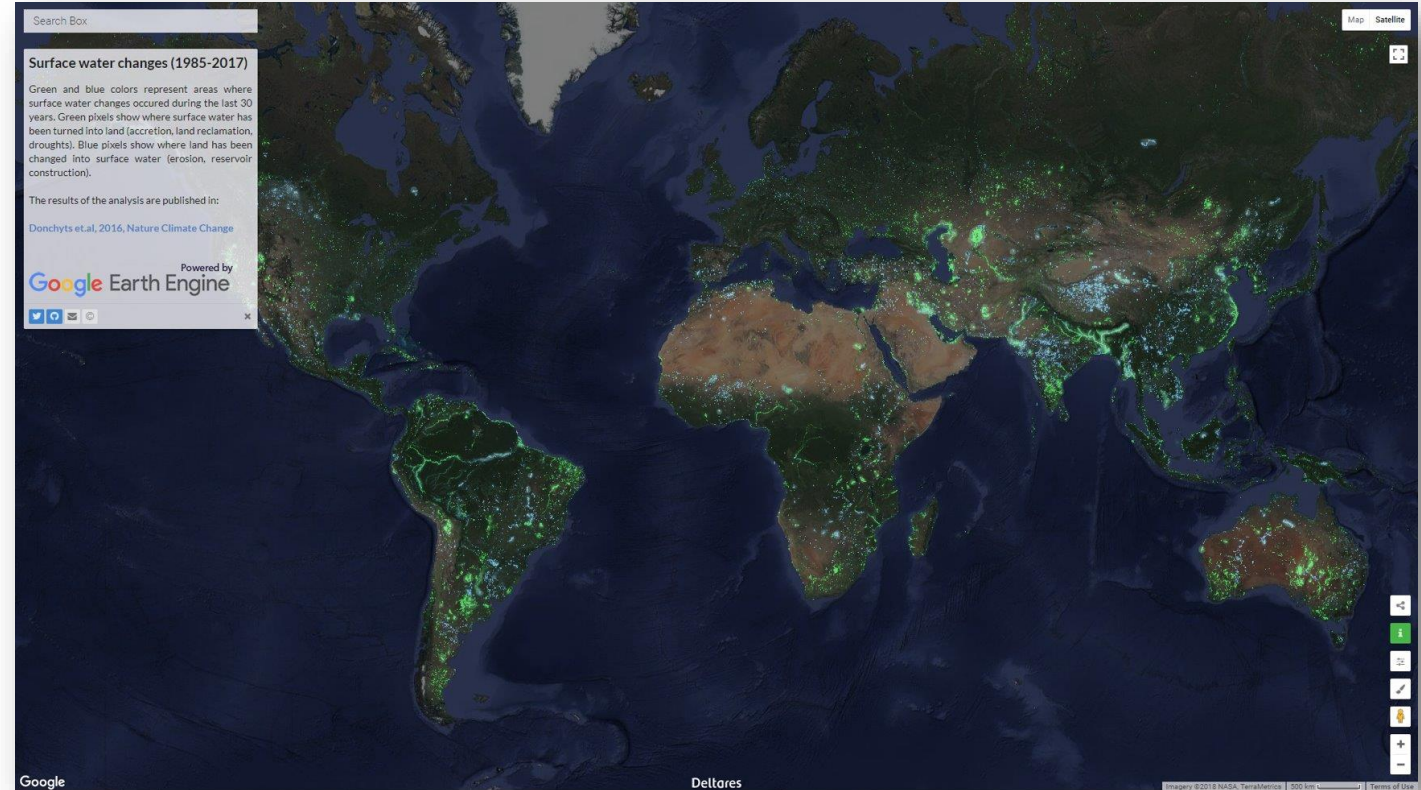 Search Box
Map Satellite
Surface water changes (1985-2017)
Green and blue colors represent areas where
surface water changes occured during the last 30
years. Green pixels show where surface water has
been turned into land (accretion, land reclamation,
droughts). Blue pixels show where land has been
changed into surface water (erosion, reservoir
construction).
The results of the analysis are published in:
Donchyts et.al, 2016, Nature Climate Change
Powered by
Google Earth Engine
Google
Deltares
Imagery ©2018 NASA, TerraMetrics 500 km Terms of Use